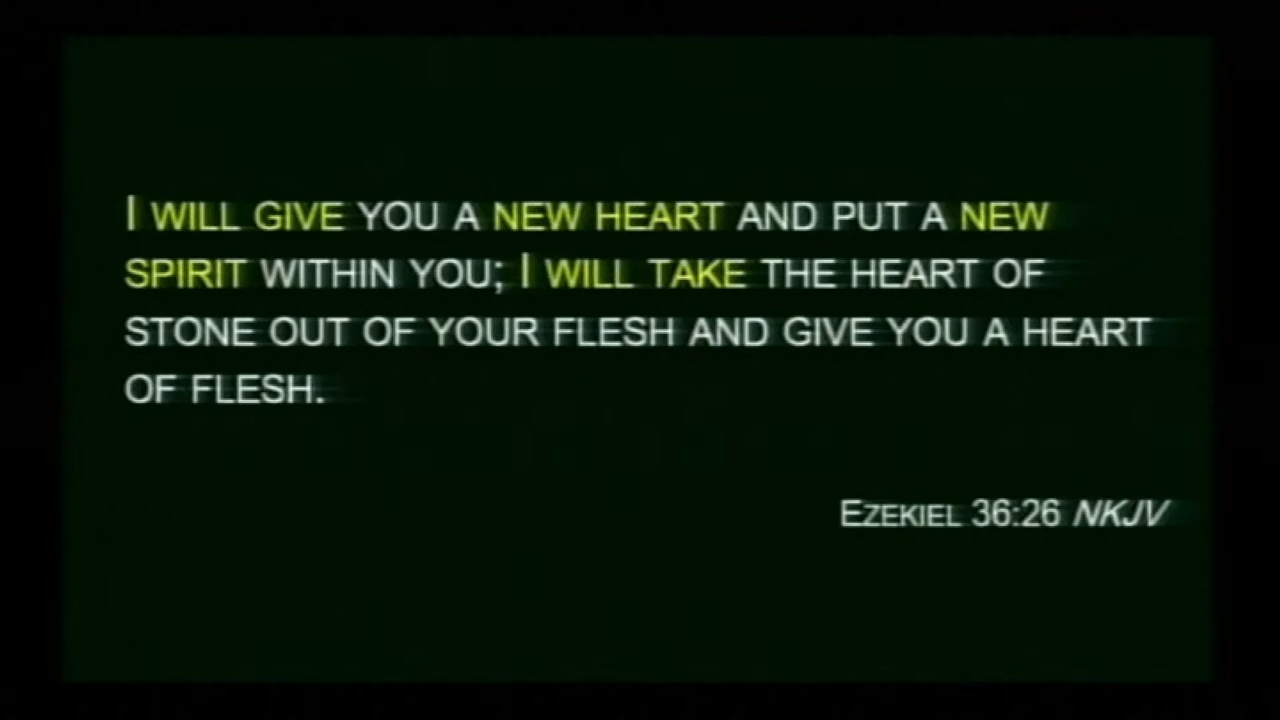 I WILL GIVE YOU A NEW HEART AND PUT A NEW
SPIRIT WITHIN YOU; I WILL TAKE THE HEART OF
STONE OUT OF YOUR FLESH AND GIVE YOU A HEART
OF FLESH.
EZEKIEL 36:26 NKJV